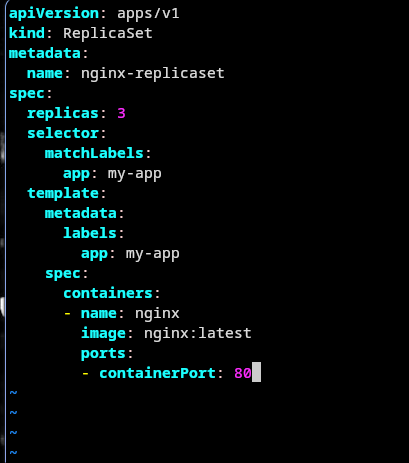 apiVersion: apps/v1
kind: ReplicaSet
metadata:
  name: nginx-replicaset
spec:
  replicas: 3
  selector:
    matchLabels:
      app: my-app
  template:
    metadata:
      labels:
        app: my-app
    spec:
      containers:
      - name: nginx
        image: nginx:latest
        ports:
        - containerPort: 80
~
~
~
~